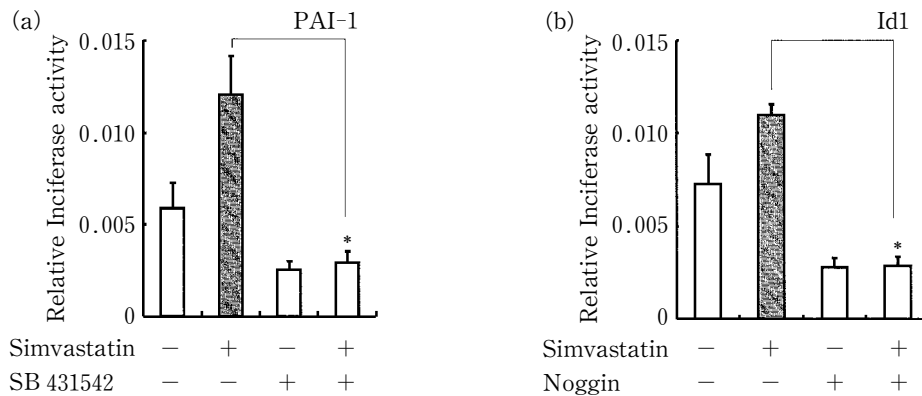 (a)
PAI-1
Relative Inciferase activity
0.015
0.010
0.005
0
*
Simvastatin − + − +
SB 431542 − − + +
(b)
Id1
Relative Inciferase activity
0.015
0.010
0.005
0
*
Simvastatin − + − +
Noggin − − + +